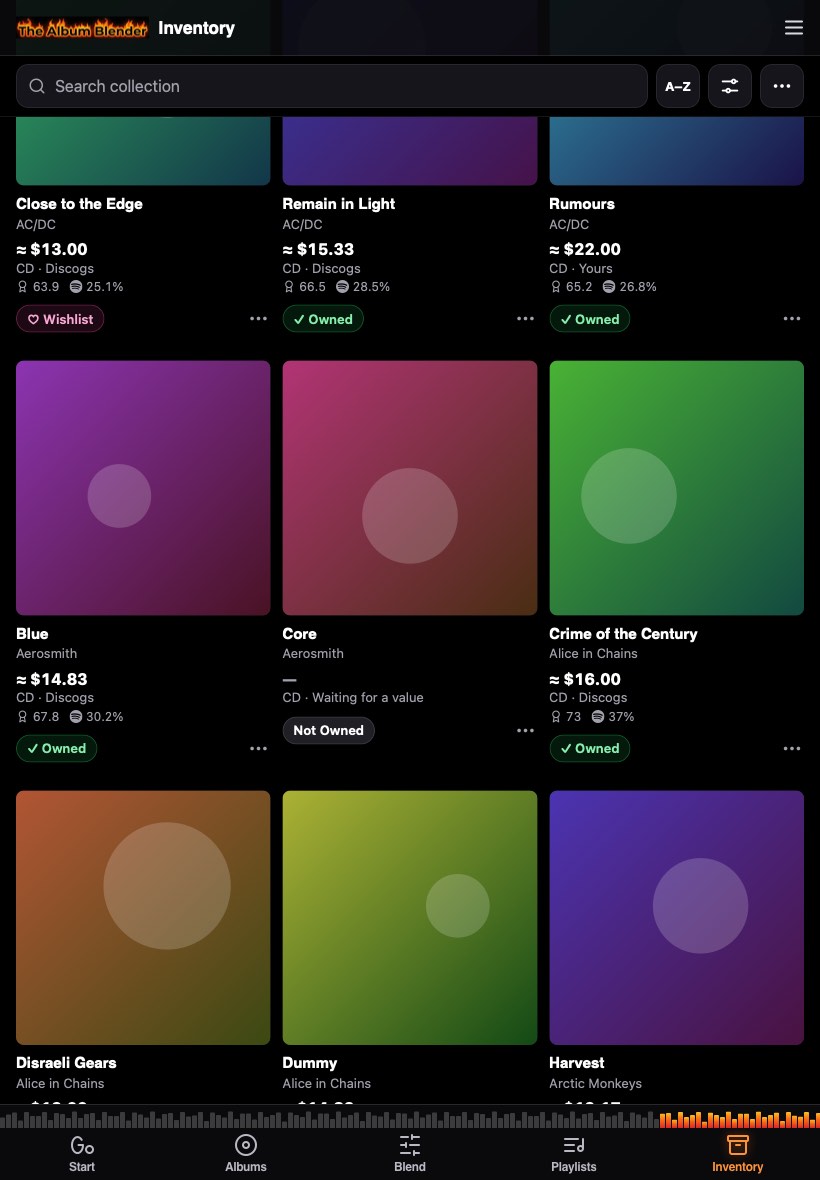 The Album Blender Inventory
Search collection
A–Z
Close to the Edge
AC/DC
≈ $13.00
CD · Discogs
63.9 25.1%
Wishlist
Remain in Light
AC/DC
≈ $15.33
CD · Discogs
66.5 28.5%
Owned
Rumours
AC/DC
≈ $22.00
CD · Yours
65.2 26.8%
Owned
Blue
Aerosmith
≈ $14.83
CD · Discogs
67.8 30.2%
Owned
Core
Aerosmith
—
CD · Waiting for a value
Not Owned
Crime of the Century
Alice in Chains
≈ $16.00
CD · Discogs
73 37%
Owned
Disraeli Gears
Alice in Chains
Dummy
Alice in Chains
Harvest
Arctic Monkeys
Start
Albums
Blend
Playlists
Inventory